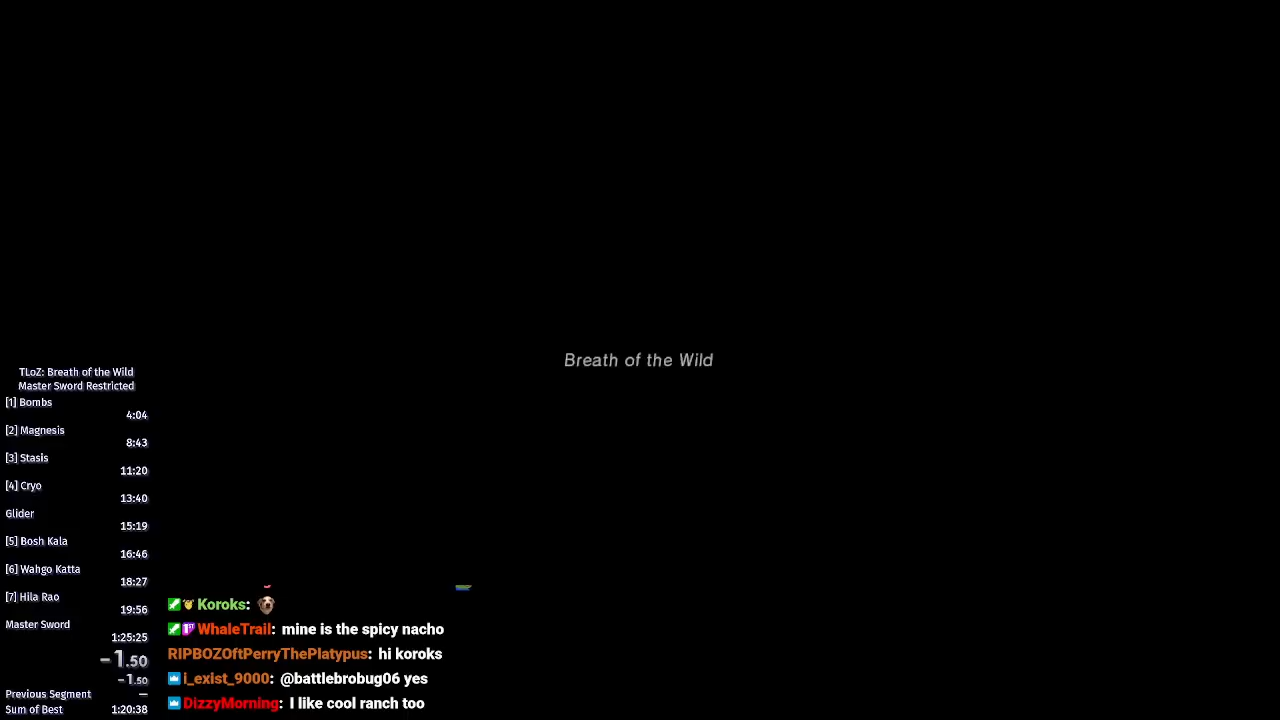 Breath of the Wild
TLoZ: Breath of the Wild
Master Sword Restricted
[1] Bombs
4:04
[2] Magnesis
8:43
[3] Stasis
11:20
[4] Cryo
13:40
Glider
15:19
[5] Bosh Kala
16:46
[6] Wahgo Katta
18:27
[7] Hila Rao
19:56
Master Sword
1:25:25
-1.50
-1.50
Previous Segment —
Sum of Best 1:20:38
Koroks:
WhaleTrail: mine is the spicy nacho
RIPBOZOftPerryThePlatypus: hi koroks
i_exist_9000: @battlebrobug06 yes
DizzyMorning: I like cool ranch too